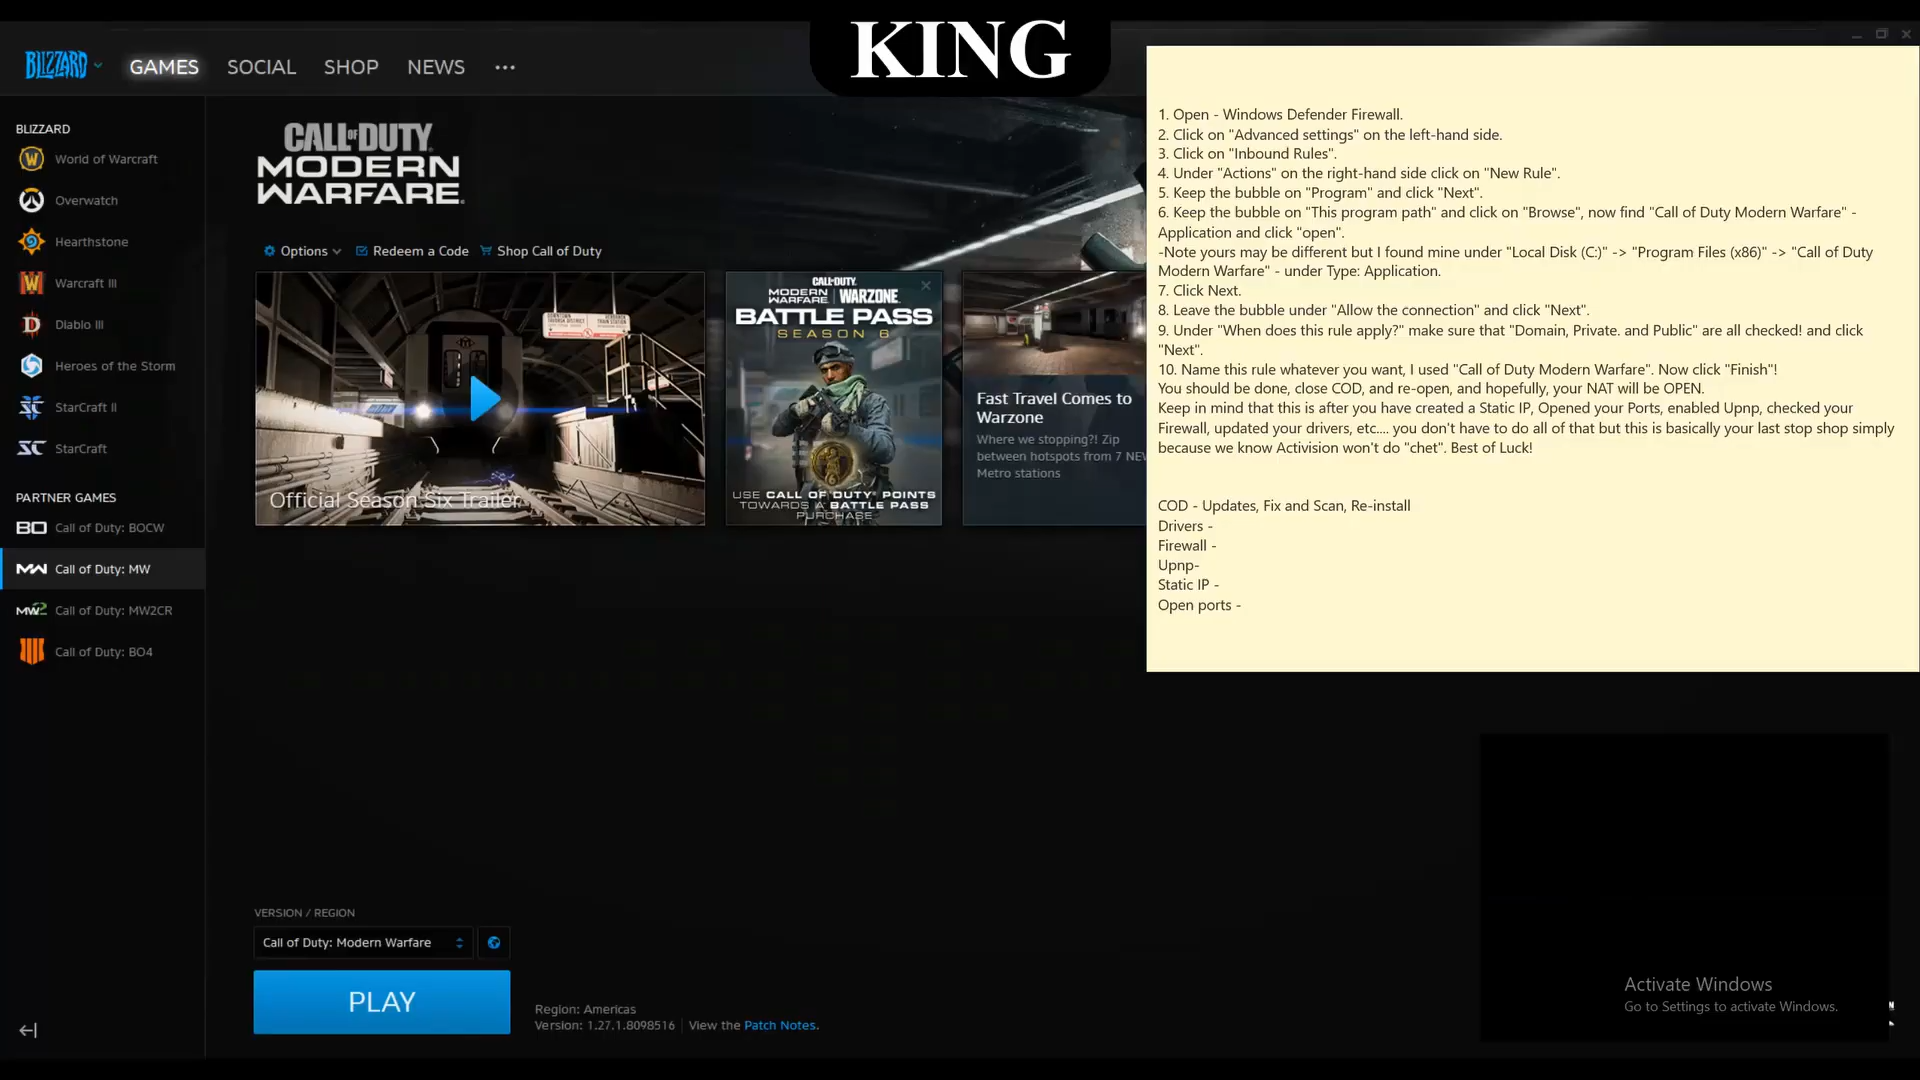 KING
BLIZZARD
GAMES
SOCIAL
SHOP
NEWS
BLIZZARD
World of Warcraft
Overwatch
Hearthstone
Warcraft III
Diablo III
Heroes of the Storm
StarCraft II
StarCraft
PARTNER GAMES
BO Call of Duty: BOCW
MW Call of Duty: MW
MW2 Call of Duty: MW2CR
IIII Call of Duty: BO4
CALL OF DUTY
MODERN
WARFARE.
Options
Redeem a Code
Shop Call of Duty
Official Season Six Trailer
CALL OF DUTY
MODERN WARFARE | WARZONE
BATTLE PASS
SEASON 6
USE CALL OF DUTY POINTS
TOWARDS A BATTLE PASS
PURCHASE
Fast Travel Comes to
Warzone
Where we stopping?! Zip
between hotspots from 7 NEW
Metro stations
1. Open - Windows Defender Firewall.
2. Click on "Advanced settings" on the left-hand side.
3. Click on "Inbound Rules".
4. Under "Actions" on the right-hand side click on "New Rule".
5. Keep the bubble on "Program" and click "Next".
6. Keep the bubble on "This program path" and click on "Browse", now find "Call of Duty Modern Warfare" -
Application and click "open".
-Note yours may be different but I found mine under "Local Disk (C:)" -> "Program Files (x86)" -> "Call of Duty
Modern Warfare" - under Type: Application.
7. Click Next.
8. Leave the bubble under "Allow the connection" and click "Next".
9. Under "When does this rule apply?" make sure that "Domain, Private. and Public" are all checked! and click
"Next".
10. Name this rule whatever you want, I used "Call of Duty Modern Warfare". Now click "Finish"!
You should be done, close COD, and re-open, and hopefully, your NAT will be OPEN.
Keep in mind that this is after you have created a Static IP, Opened your Ports, enabled Upnp, checked your
Firewall, updated your drivers, etc.... you don't have to do all of that but this is basically your last stop shop simply
because we know Activision won't do "chet". Best of Luck!
COD - Updates, Fix and Scan, Re-install
Drivers -
Firewall -
Upnp-
Static IP -
Open ports -
VERSION / REGION
Call of Duty: Modern Warfare
PLAY
Region: Americas
Version: 1.27.1.8098516 | View the Patch Notes.
Activate Windows
Go to Settings to activate Windows.